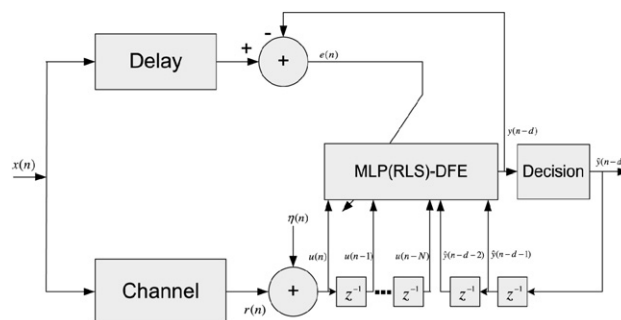 -
+
Delay
+
e(n)
y(n-d)
x(n)
MLP(RLS)-DFE
Decision
ŷ(n-d
η(n)
u(n)
u(n-1)
u(n-N)
ŷ(n-d-2)
ŷ(n-d-1)
Channel
r(n)
+
z⁻¹
z⁻¹
z⁻¹
z⁻¹